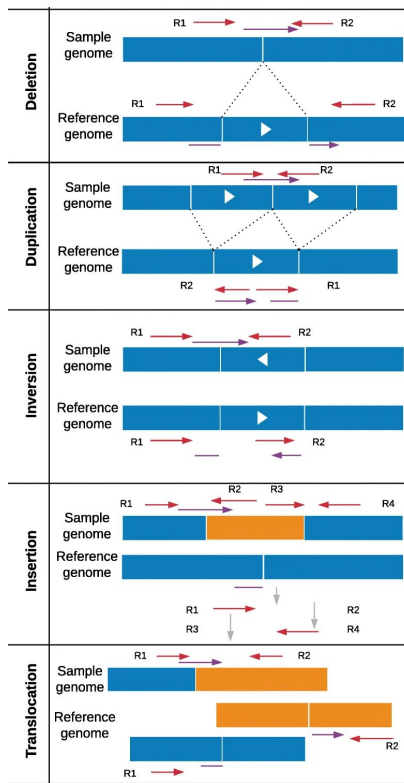 Deletion
R1 R2
Sample
genome
R1 R2
Reference
genome
Duplication
R1 R2
Sample
genome
Reference
genome
R2 R1
Inversion
R1 R2
Sample
genome
Reference
genome
R1 R2
Insertion
R1 R2 R3 R4
Sample
genome
Reference
genome
R1 R2
R3 R4
Translocation
R1 R2
Sample
genome
Reference
genome
R2
R1